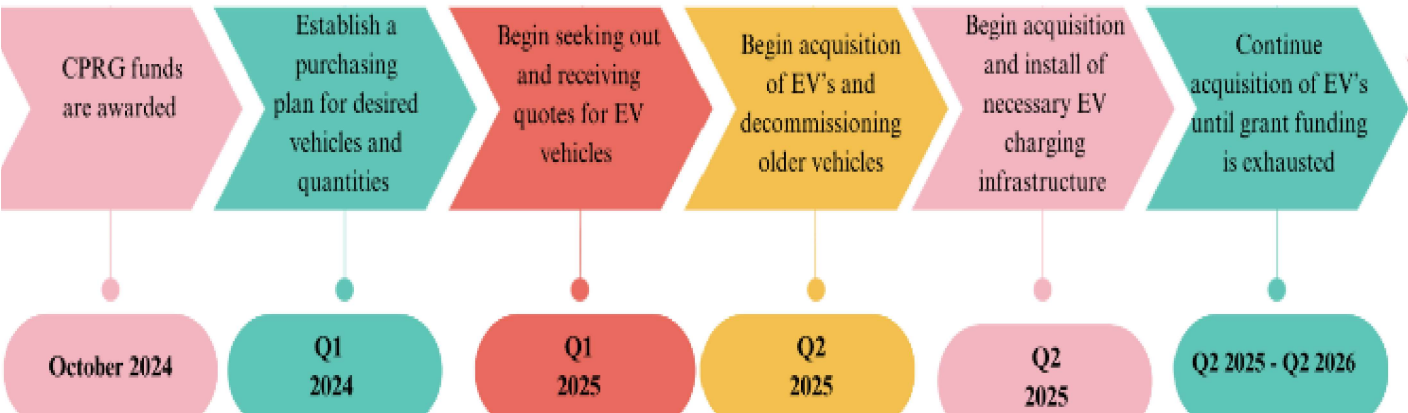 CPRG funds
are awarded
Establish a
purchasing
plan for desired
vehicles and
quantities
Begin seeking out
and receiving
quotes for EV
vehicles
Begin acquisition
of EV's and
decommissioning
older vehicles
Begin acquisition
and install of
necessary EV
charging
infrastructure
Continue
acquisition of EV's
until grant funding
is exhausted
October 2024
Q1
2024
Q1
2025
Q2
2025
Q2
2025
Q2 2025 - Q2 2026